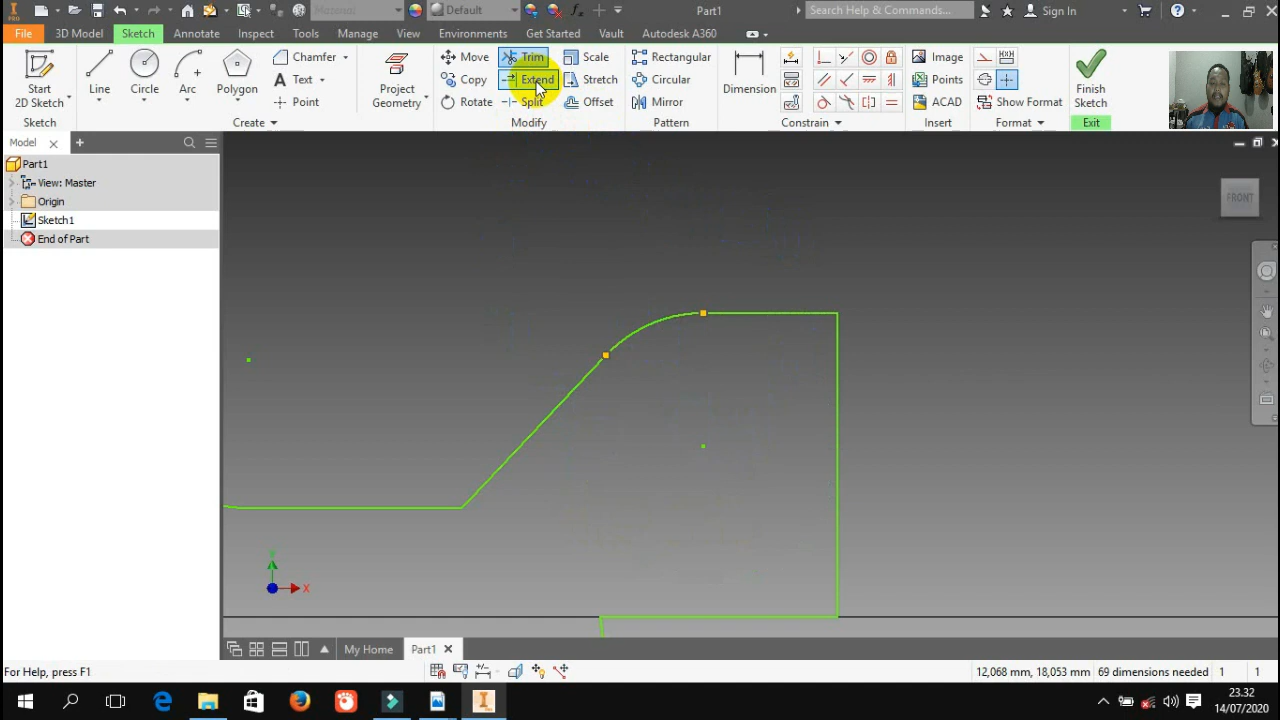 PRO
Material
Default
Part1
Search Help & Commands...
Sign In
File
3D Model
Sketch
Annotate
Inspect
Tools
Manage
View
Environments
Get Started
Vault
Autodesk A360
Start
2D Sketch
Line
Circle
Arc
Polygon
Chamfer
Text
Point
Project
Geometry
Move
Copy
Rotate
Trim
Extend
Split
Scale
Stretch
Offset
Rectangular
Circular
Mirror
Dimension
Image
Points
ACAD
Show Format
Finish
Sketch
Sketch
Create
Modify
Pattern
Constrain
Insert
Format
Exit
Model
Part1
View: Master
Origin
Sketch1
End of Part
FRONT
Y
X
My Home
Part1
For Help, press F1
12,068 mm, 18,053 mm
69 dimensions needed
1
1
23.32
14/07/2020